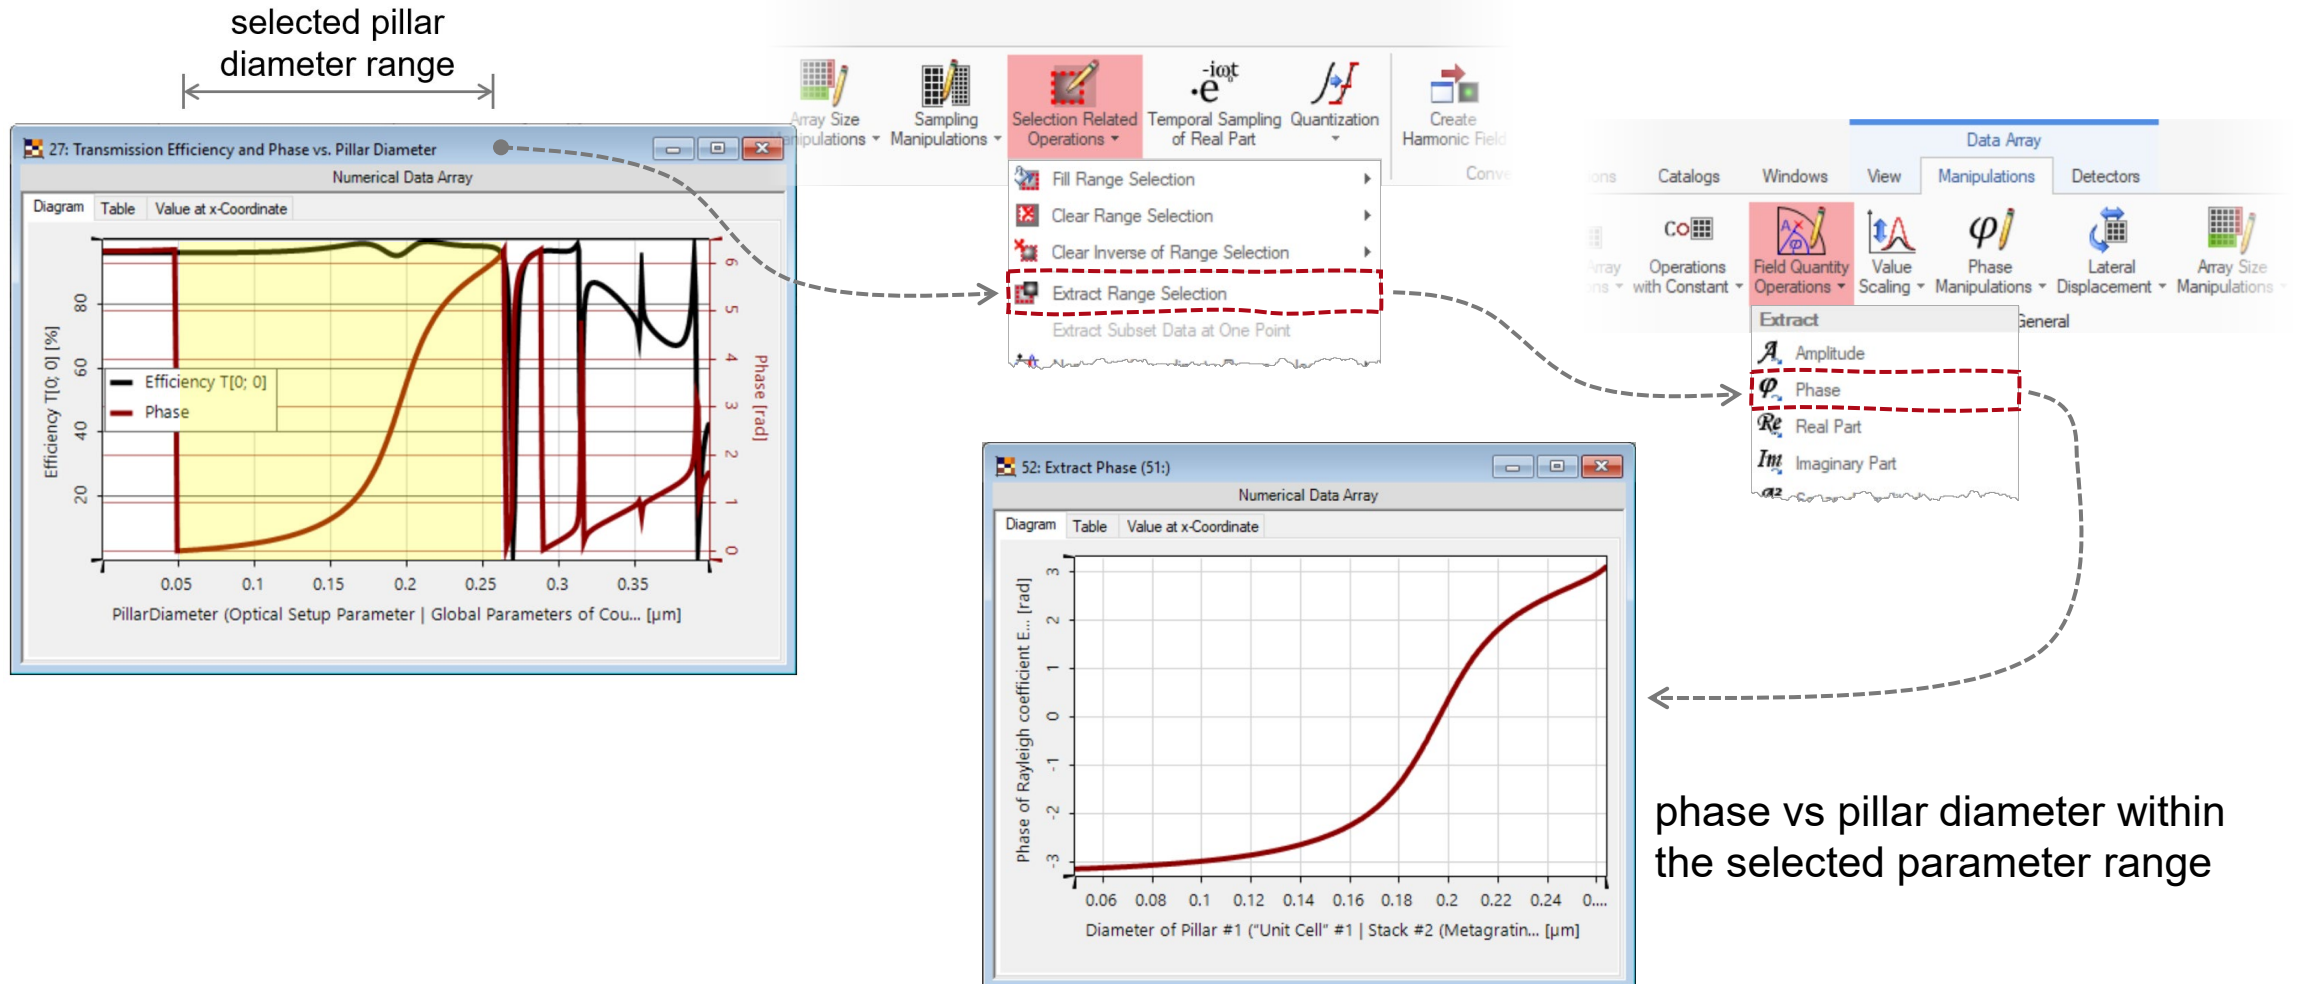 selected pillar
diameter range
27: Transmission Efficiency and Phase vs. Pillar Diameter
Numerical Data Array
Diagram Table Value at x-Coordinate
Efficiency T[0; 0] [%]
20 40 60 80
Efficiency T[0; 0]
Phase
Phase [rad]
0 1 2 3 4 5 6
0.05 0.1 0.15 0.2 0.25 0.3 0.35
PillarDiameter (Optical Setup Parameter | Global Parameters of Cou... [µm]
Array Size
Manipulations
Sampling
Manipulations
Selection Related
Operations
-iωt
·e
Temporal Sampling
of Real Part
Quantization
Create
Harmonic Field
Conve
Fill Range Selection
Clear Range Selection
Clear Inverse of Range Selection
Extract Range Selection
Extract Subset Data at One Point
Data Array
ons Catalogs Windows View Manipulations Detectors
rray
ons
CO
Operations
with Constant
Field Quantity
Operations
Value
Scaling
φ
Phase
Manipulations
Lateral
Displacement
Array Size
Manipulations
General
Extract
A Amplitude
φ Phase
Re Real Part
Im Imaginary Part
52: Extract Phase (51:)
Numerical Data Array
Diagram Table Value at x-Coordinate
Phase of Rayleigh coefficient E... [rad]
-3 -2 -1 0 1 2 3
0.06 0.08 0.1 0.12 0.14 0.16 0.18 0.2 0.22 0.24 0....
Diameter of Pillar #1 ("Unit Cell" #1 | Stack #2 (Metagratin... [µm]
phase vs pillar diameter within
the selected parameter range